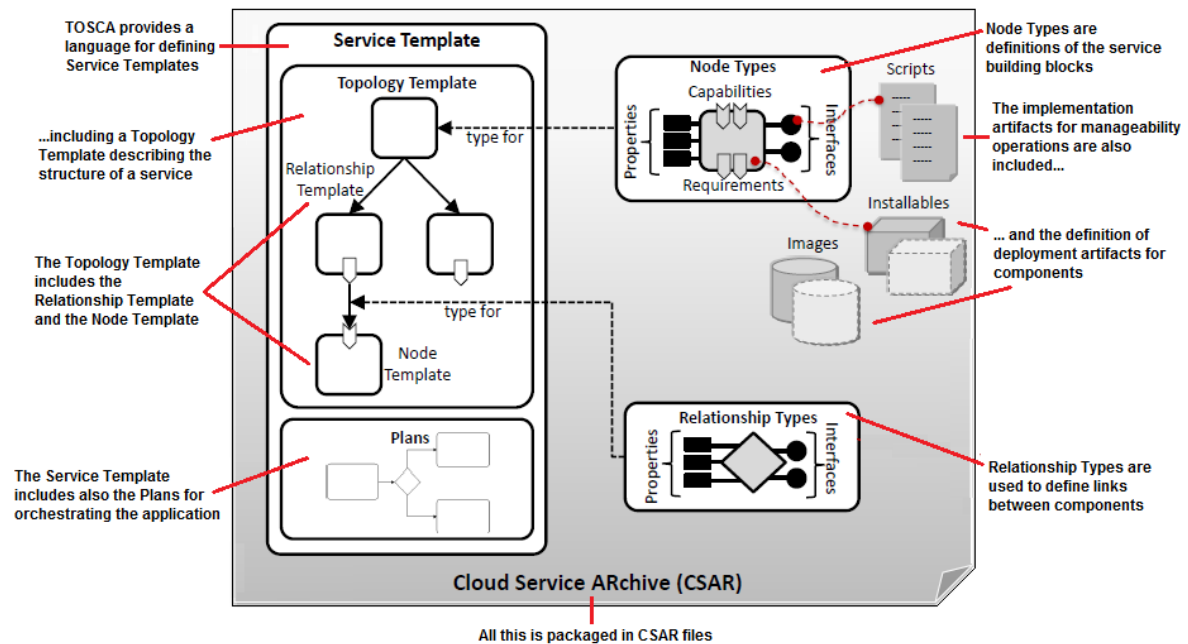 TOSCA provides a
language for defining
Service Templates
...including a Topology
Template describing the
structure of a service
The Topology Template
includes the
Relationship Template
and the Node Template
The Service Template
includes also the Plans for
orchestrating the application
Service Template
Topology Template
Relationship
Template
type for
type for
Node
Template
Plans
Node Types
Capabilities
Properties
Interfaces
Requirements
Scripts
Installables
Images
Relationship Types
Properties
Interfaces
Node Types are
definitions of the service
building blocks
The implementation
artifacts for manageability
operations are also
included...
... and the definition of
deployment artifacts for
components
Relationship Types are
used to define links
between components
Cloud Service ARchive (CSAR)
All this is packaged in CSAR files